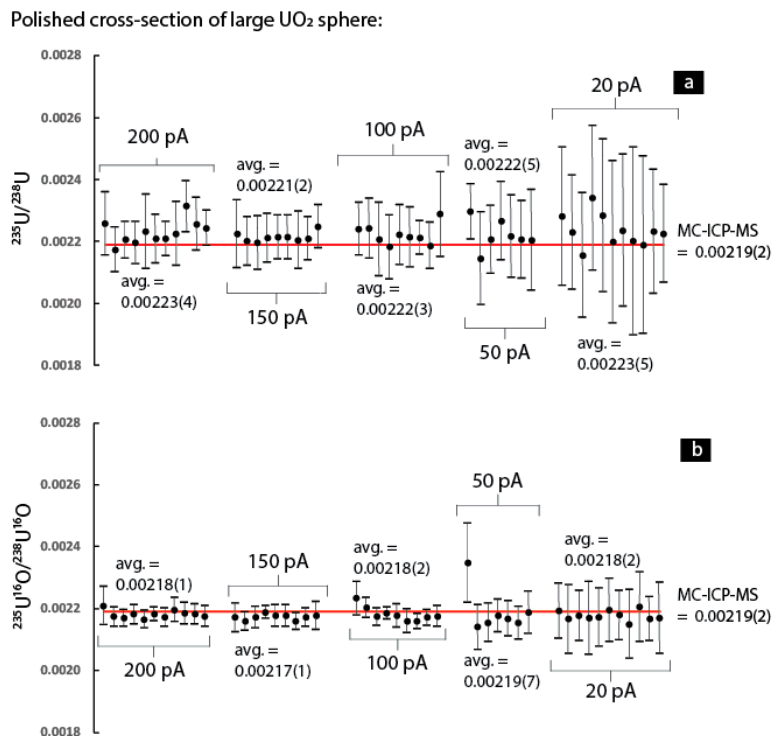 Polished cross-section of large UO₂ sphere:
0.0028
0.0026
0.0024
0.0022
0.0020
0.0018
²³⁵U/²³⁸U
a
200 pA
avg. =
0.00223(4)
avg. =
0.00221(2)
150 pA
100 pA
avg. =
0.00222(3)
avg. =
0.00222(5)
50 pA
20 pA
avg. =
0.00223(5)
MC-ICP-MS
= 0.00219(2)
0.0028
0.0026
0.0024
0.0022
0.0020
0.0018
²³⁵U¹⁶O/²³⁸U¹⁶O
b
avg. =
0.00218(1)
200 pA
150 pA
avg. =
0.00217(1)
avg. =
0.00218(2)
100 pA
50 pA
avg. =
0.00219(7)
avg. =
0.00218(2)
20 pA
MC-ICP-MS
= 0.00219(2)